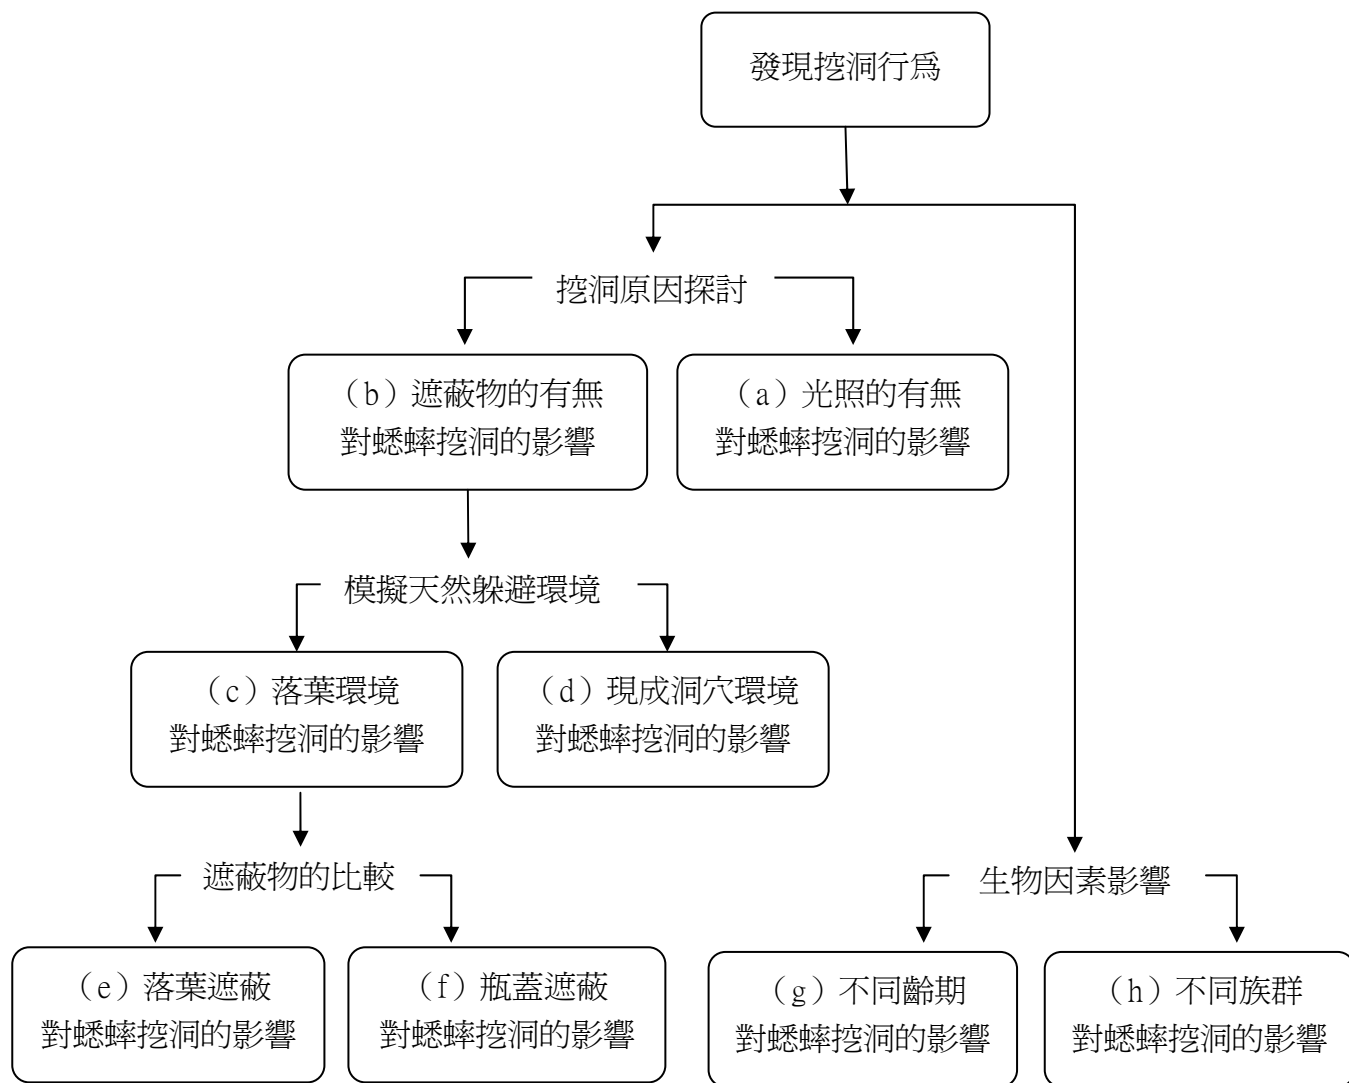 發現挖洞行為
挖洞原因探討
（b）遮蔽物的有無
對蟋蟀挖洞的影響
（a）光照的有無
對蟋蟀挖洞的影響
模擬天然躲避環境
（c）落葉環境
對蟋蟀挖洞的影響
（d）現成洞穴環境
對蟋蟀挖洞的影響
遮蔽物的比較
生物因素影響
（e）落葉遮蔽
對蟋蟀挖洞的影響
（f）瓶蓋遮蔽
對蟋蟀挖洞的影響
（g）不同齡期
對蟋蟀挖洞的影響
（h）不同族群
對蟋蟀挖洞的影響